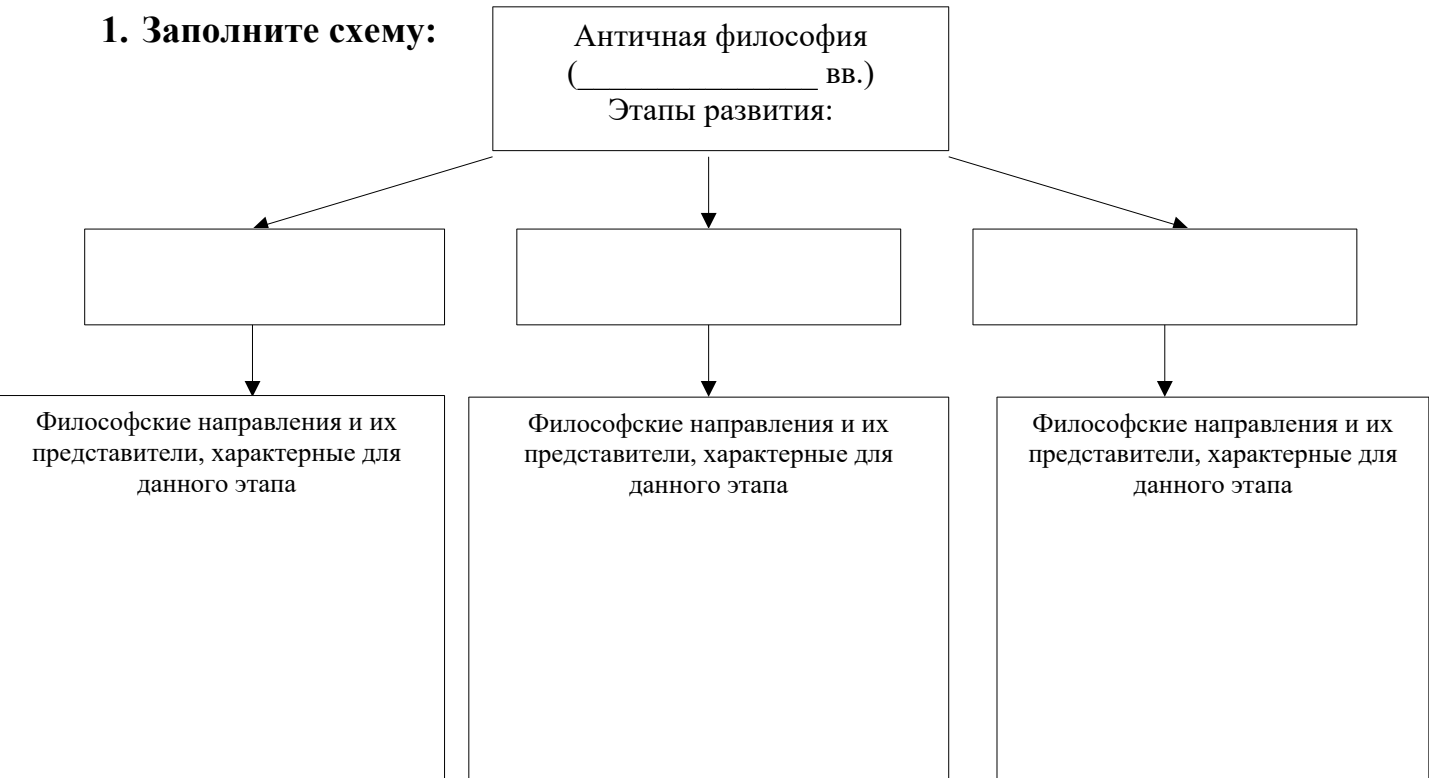 1. Заполните схему:
Античная философия
(________________ вв.)
Этапы развития:
Философские направления и их
представители, характерные для
данного этапа
Философские направления и их
представители, характерные для
данного этапа
Философские направления и их
представители, характерные для
данного этапа